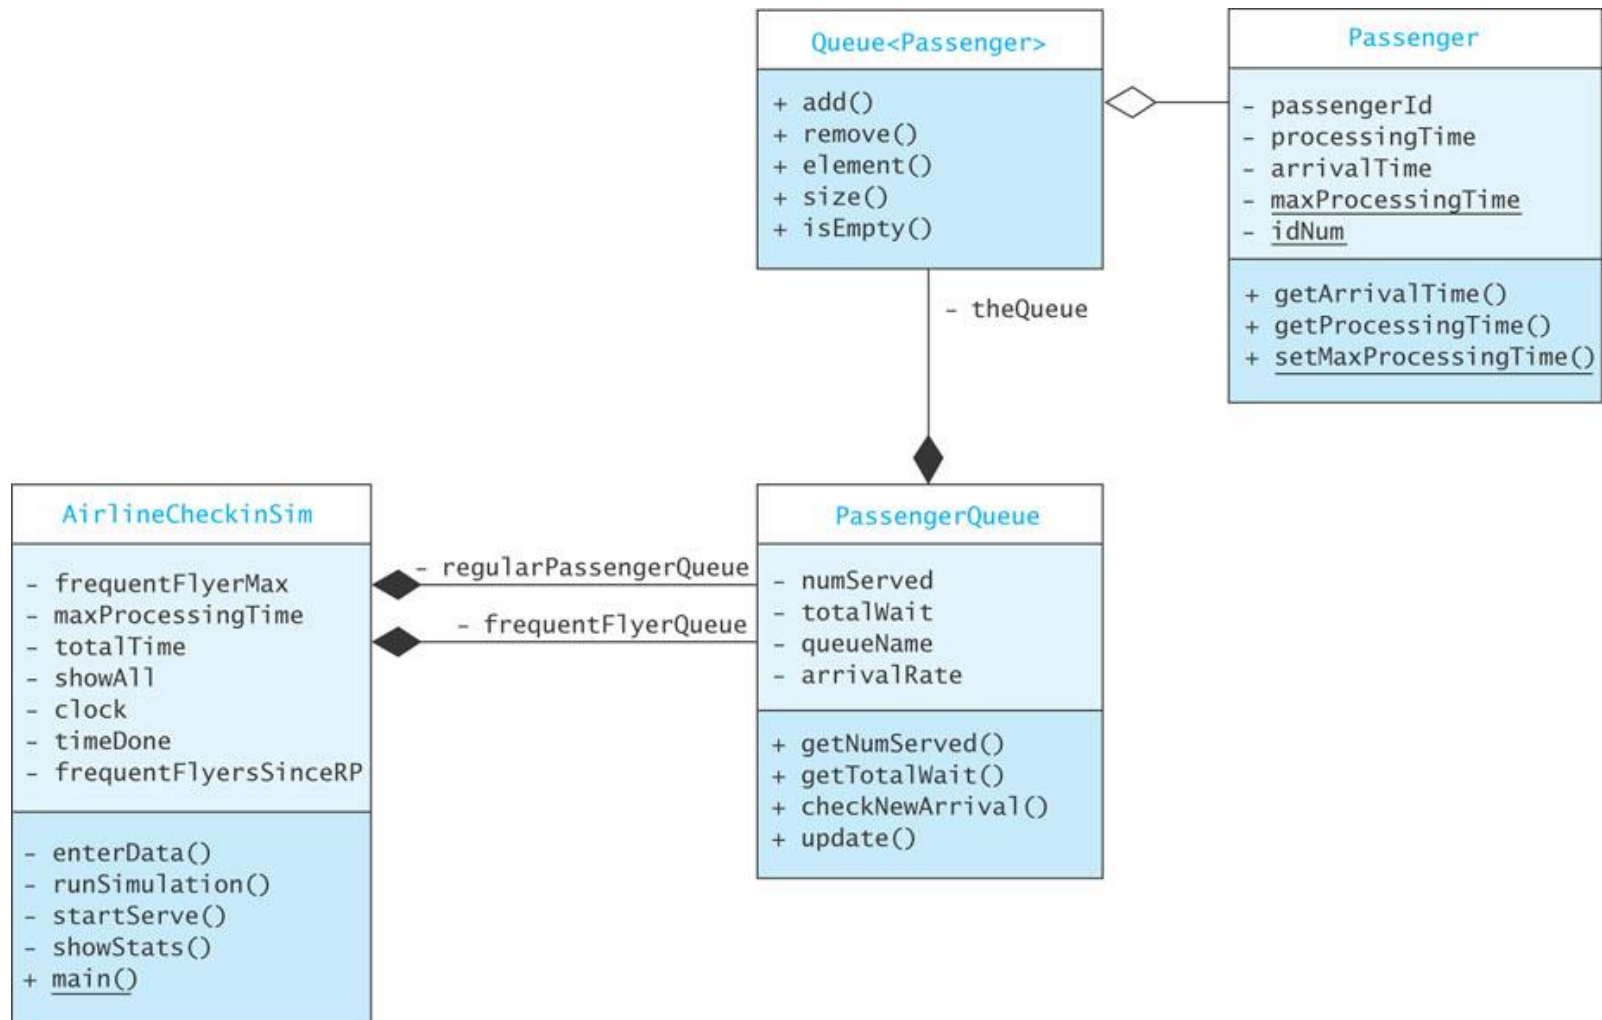 Queue<Passenger>
+ add()
+ remove()
+ element()
+ size()
+ isEmpty()
Passenger
- passengerId
- processingTime
- arrivalTime
- maxProcessingTime
- idNum
+ getArrivalTime()
+ getProcessingTime()
+ setMaxProcessingTime()
- theQueue
AirlineCheckinSim
- frequentFlyerMax
- maxProcessingTime
- totalTime
- showAll
- clock
- timeDone
- frequentFlyersSinceRP
- enterData()
- runSimulation()
- startServe()
- showStats()
+ main()
- regularPassengerQueue
- frequentFlyerQueue
PassengerQueue
- numServed
- totalWait
- queueName
- arrivalRate
+ getNumServed()
+ getTotalWait()
+ checkNewArrival()
+ update()